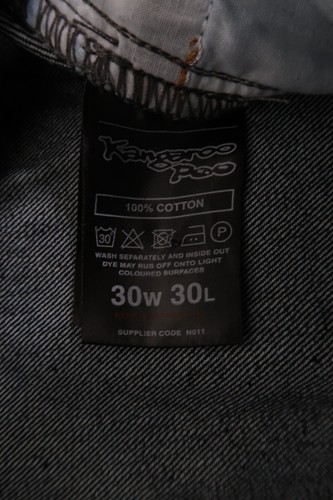 Kangaroo
Poo
100% COTTON
30
P
WASH SEPARATELY AND INSIDE OUT
DYE MAY RUB OFF ONTO LIGHT
COLOURED SURFACES
30W 30L
SUPPLIER CODE N011